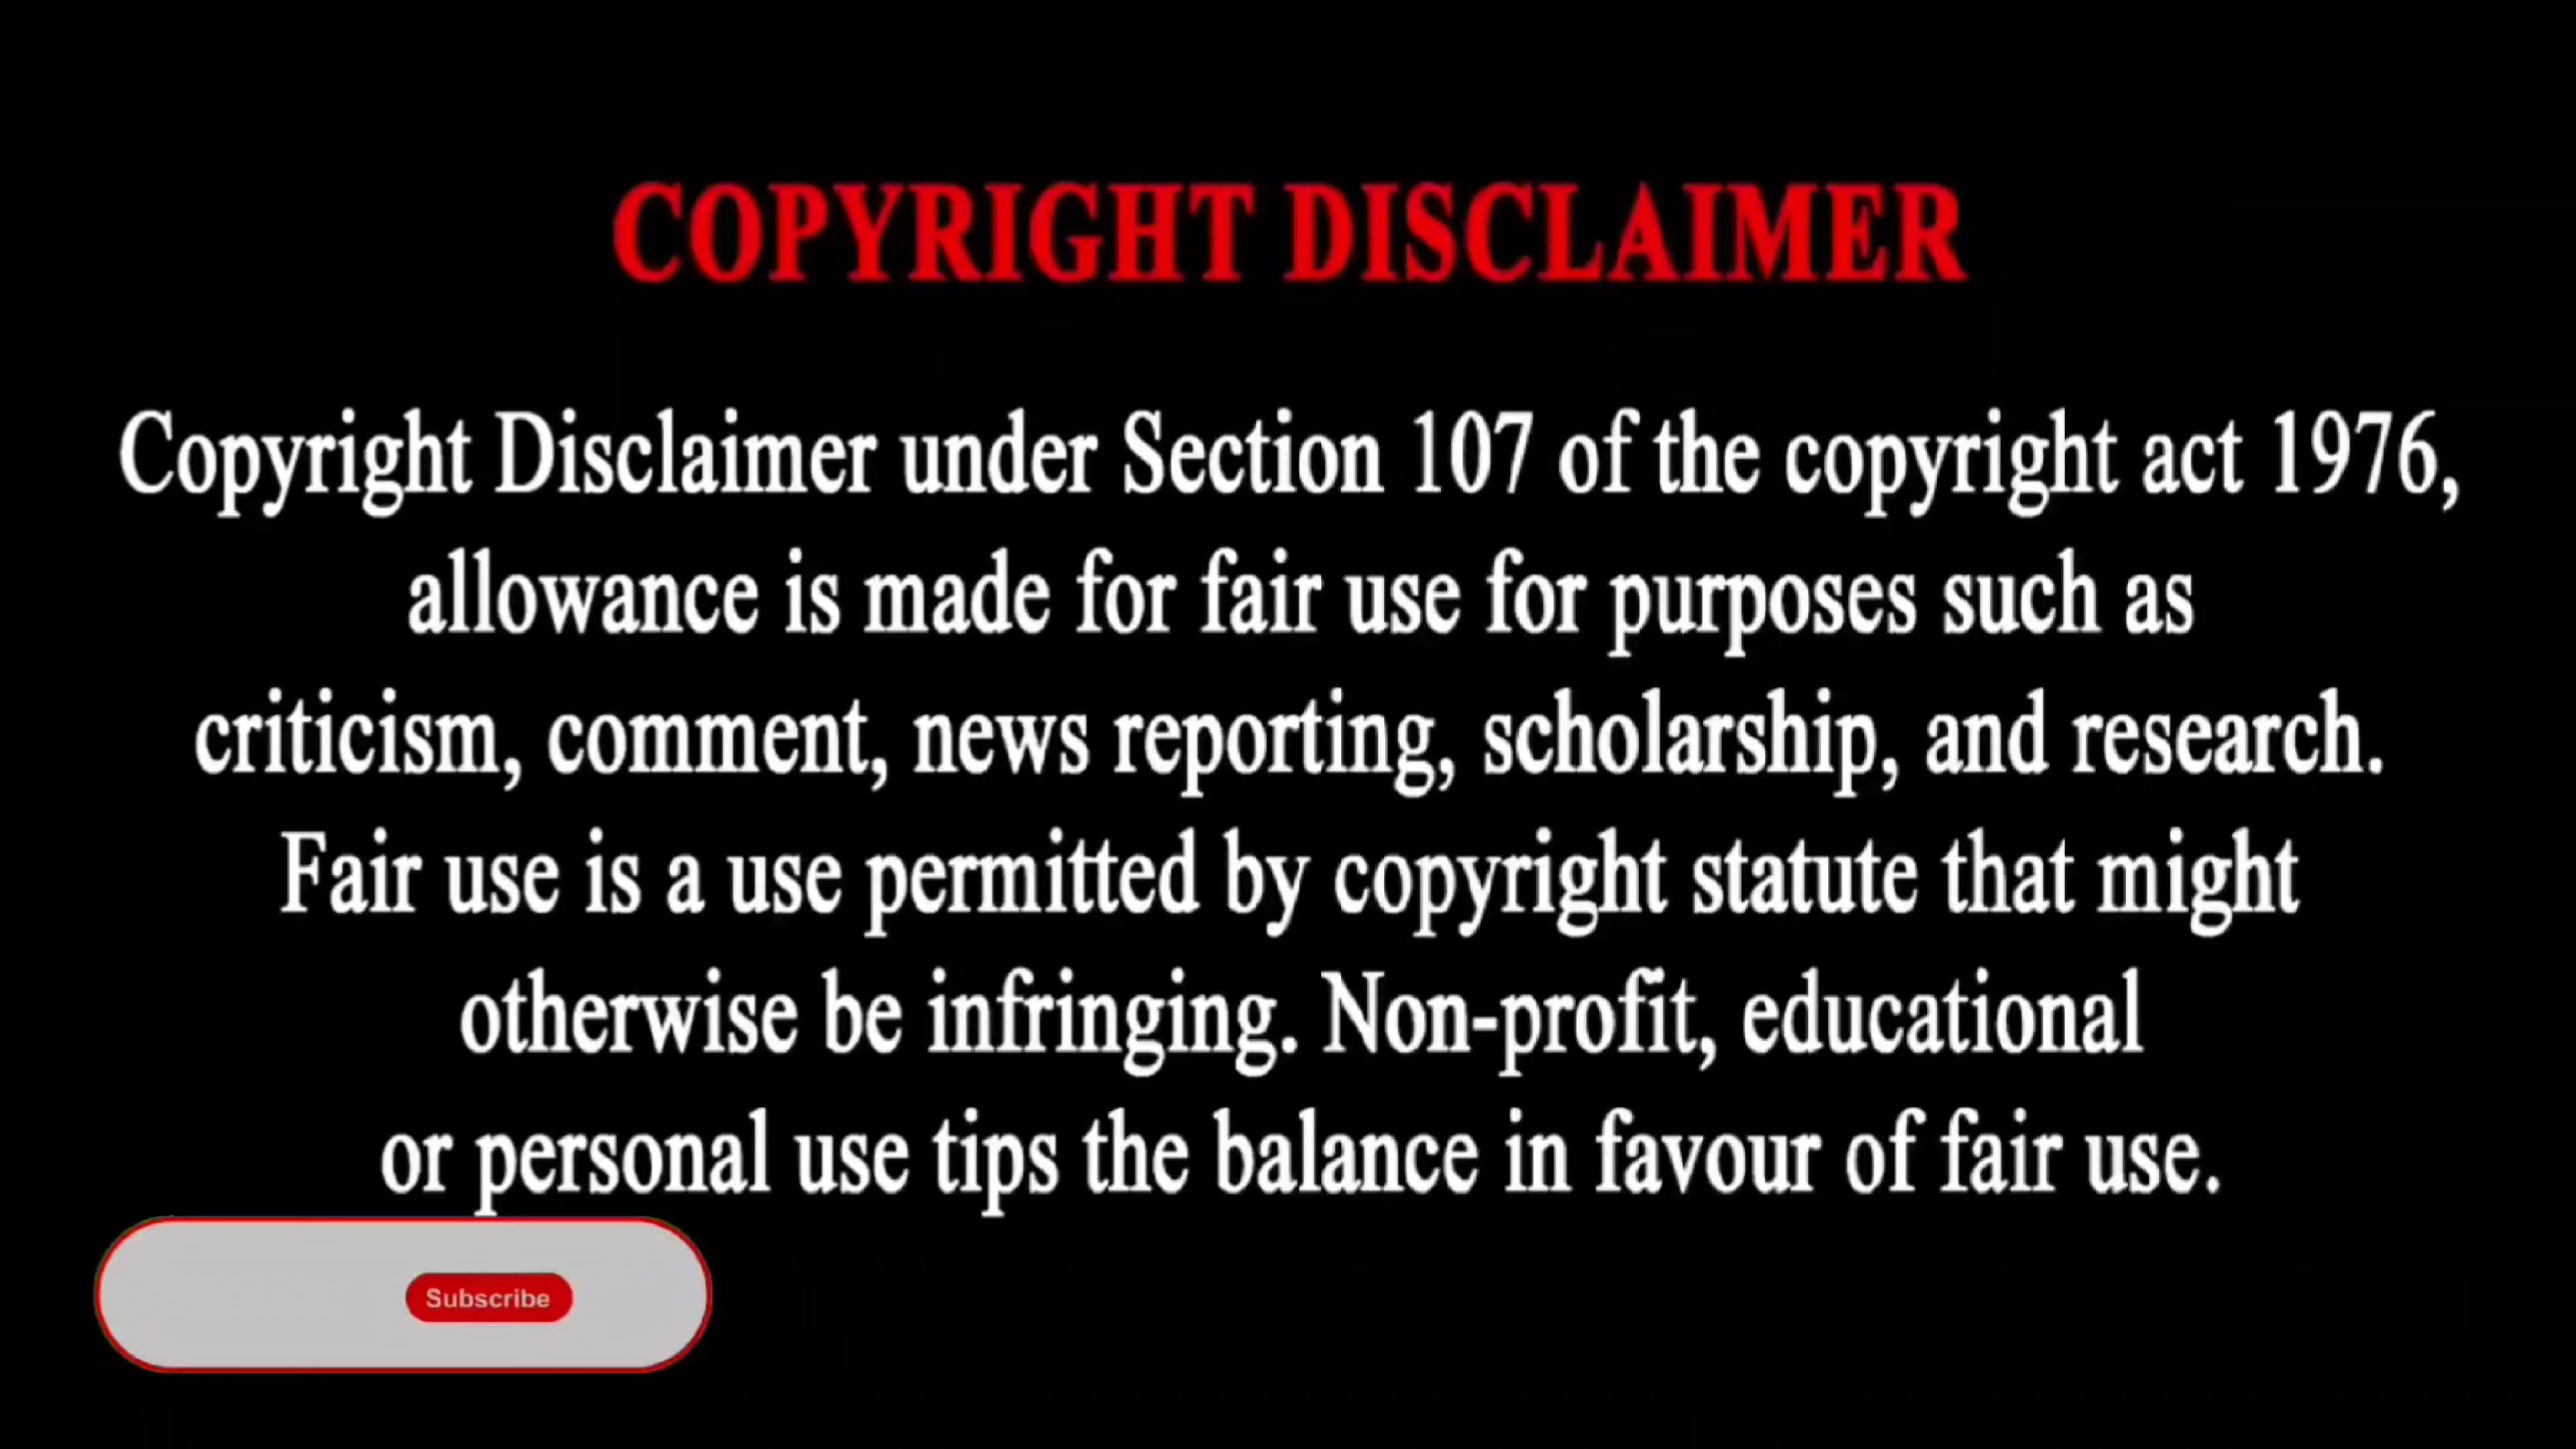 COPYRIGHT DISCLAIMER
Copyright Disclaimer under Section 107 of the copyright act 1976,
allowance is made for fair use for purposes such as
criticism, comment, news reporting, scholarship, and research.
Fair use is a use permitted by copyright statute that might
otherwise be infringing. Non-profit, educational
or personal use tips the balance in favour of fair use.
Subscribe